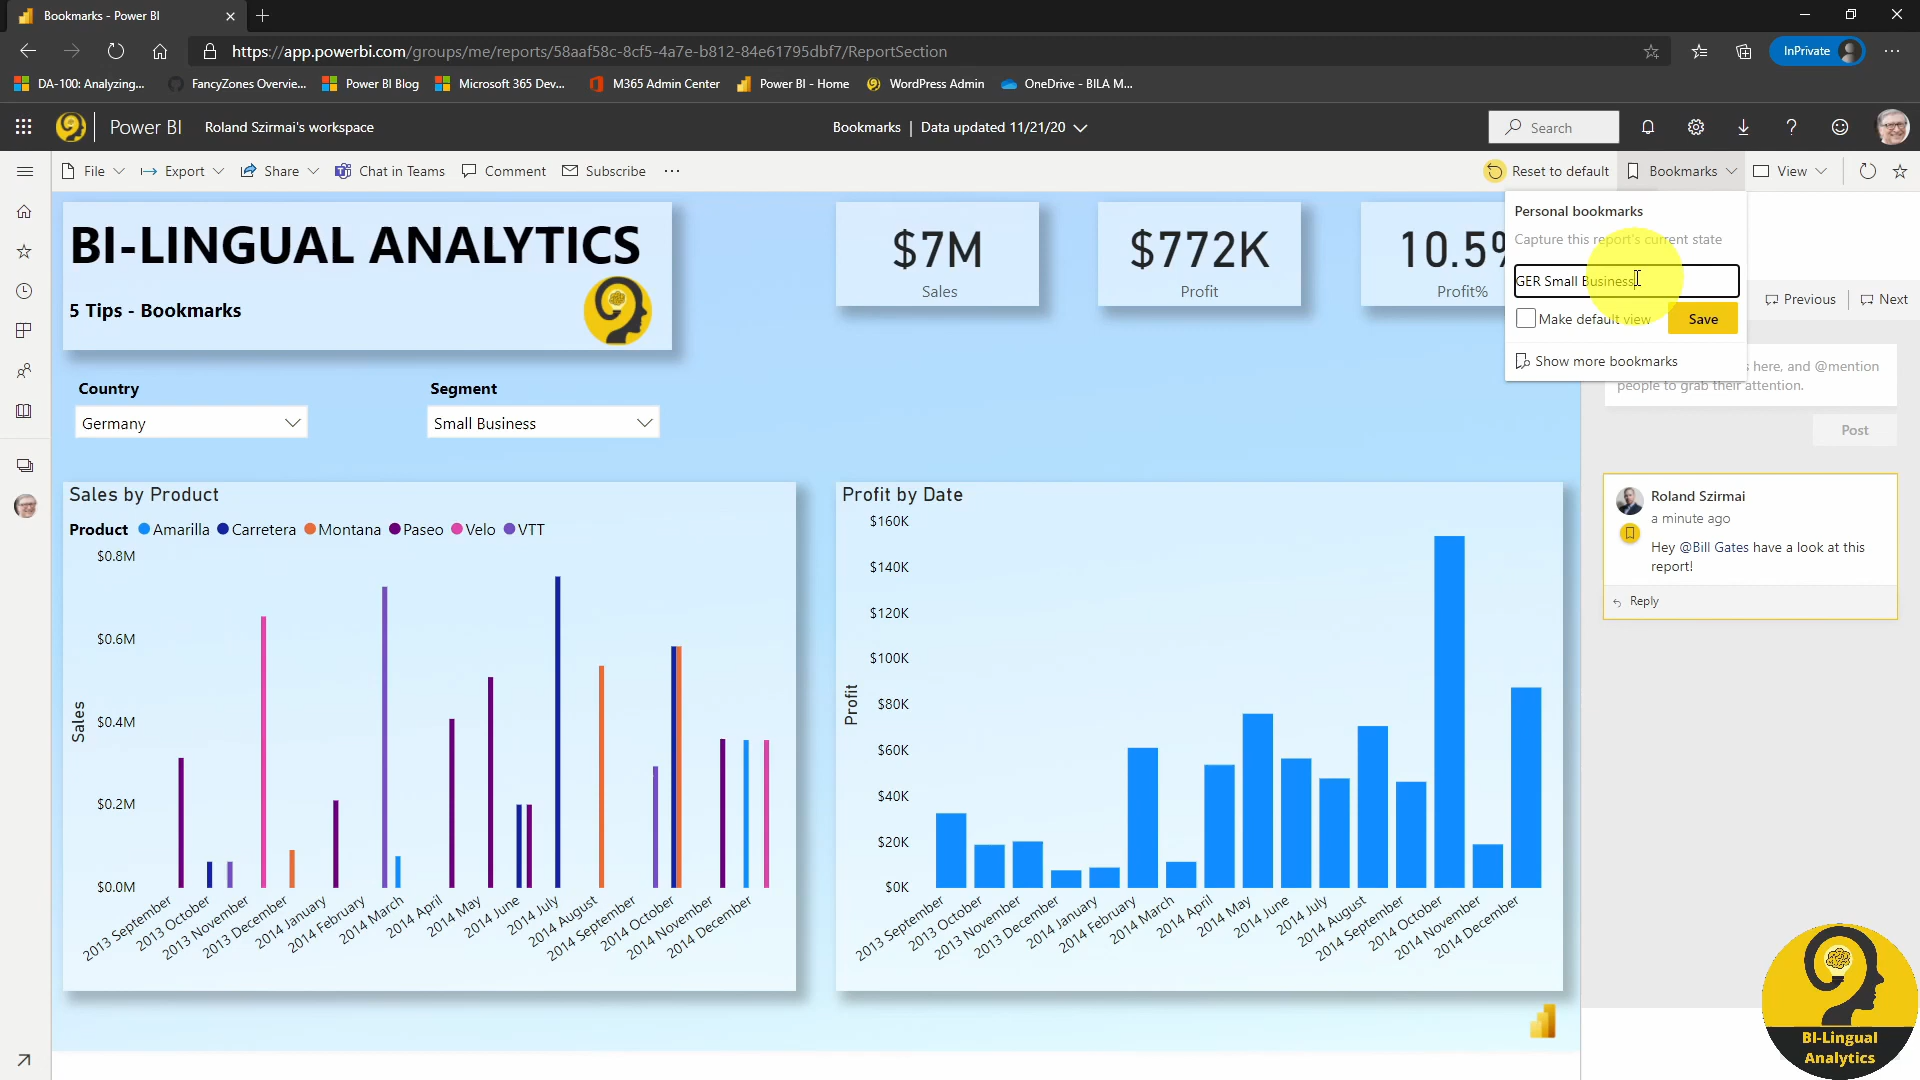 Bookmarks - Power BI
https://app.powerbi.com/groups/me/reports/58aaf58c-8cf5-4a7e-b812-84e61795dbf7/ReportSection
InPrivate
DA-100: Analyzing...
FancyZones Overvie...
Power BI Blog
Microsoft 365 Dev...
M365 Admin Center
Power BI - Home
WordPress Admin
OneDrive - BILA M...
Power BI
Roland Szirmai's workspace
Bookmarks | Data updated 11/21/20
Search
File
Export
Share
Chat in Teams
Comment
Subscribe
Reset to default
Bookmarks
View
BI-LINGUAL ANALYTICS
5 Tips - Bookmarks
$7M
Sales
$772K
Profit
10.5%
Profit%
Personal bookmarks
Capture this report's current state
GER Small Business
Make default view
Save
Show more bookmarks
Previous
Next
s here, and @mention
people to grab their attention.
Post
Country
Germany
Segment
Small Business
Sales by Product
Product Amarilla Carretera Montana Paseo Velo VTT
$0.8M
$0.6M
$0.4M
$0.2M
$0.0M
Sales
2013 September
2013 October
2013 November
2013 December
2014 January
2014 February
2014 March
2014 April
2014 May
2014 June
2014 July
2014 August
2014 September
2014 October
2014 November
2014 December
Profit by Date
$160K
$140K
$120K
$100K
$80K
$60K
$40K
$20K
$0K
Profit
2013 September
2013 October
2013 November
2013 December
2014 January
2014 February
2014 March
2014 April
2014 May
2014 June
2014 July
2014 August
2014 September
2014 October
2014 November
2014 December
Roland Szirmai
a minute ago
Hey @Bill Gates have a look at this
report!
Reply
BI-Lingual
Analytics